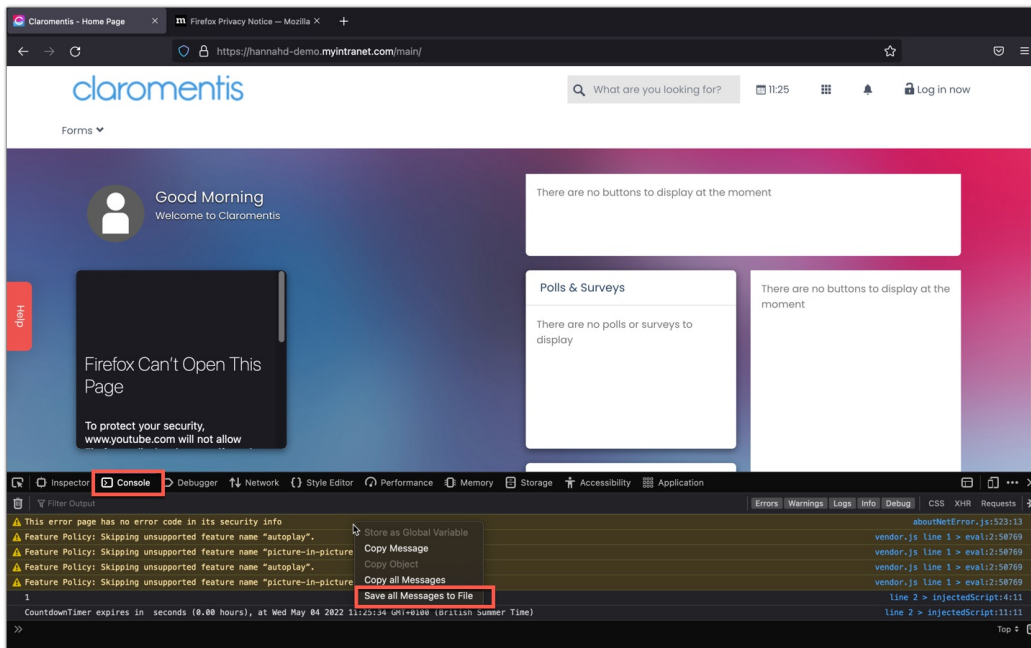 Claromentis - Home Page
Firefox Privacy Notice — Mozilla
https://hannahd-demo.myintranet.com/main/
claromentis
What are you looking for?
11:25
Log in now
Forms
Good Morning
Welcome to Claromentis
There are no buttons to display at the moment
Help
Firefox Can't Open This
Page
To protect your security,
www.youtube.com will not allow
Polls & Surveys
There are no polls or surveys to
display
There are no buttons to display at the
moment
Inspector Console Debugger Network Style Editor Performance Memory Storage Accessibility Application
Filter Output Errors Warnings Logs Info Debug CSS XHR Requests
This error page has no error code in its security info aboutNetError.js:523:13
Feature Policy: Skipping unsupported feature name "autoplay". vendor.js line 1 > eval:2:50769
Feature Policy: Skipping unsupported feature name "picture-in-picture vendor.js line 1 > eval:2:50769
Feature Policy: Skipping unsupported feature name "autoplay". vendor.js line 1 > eval:2:50769
Feature Policy: Skipping unsupported feature name "picture-in-picture vendor.js line 1 > eval:2:50769
1 line 2 > injectedScript:4:11
CountdownTimer expires in seconds (0.00 hours), at Wed May 04 2022 11:25:34 GMT+0100 (British Summer Time) line 2 > injectedScript:11:11
Store as Global Variable
Copy Message
Copy Object
Copy all Messages
Save all Messages to File
Top